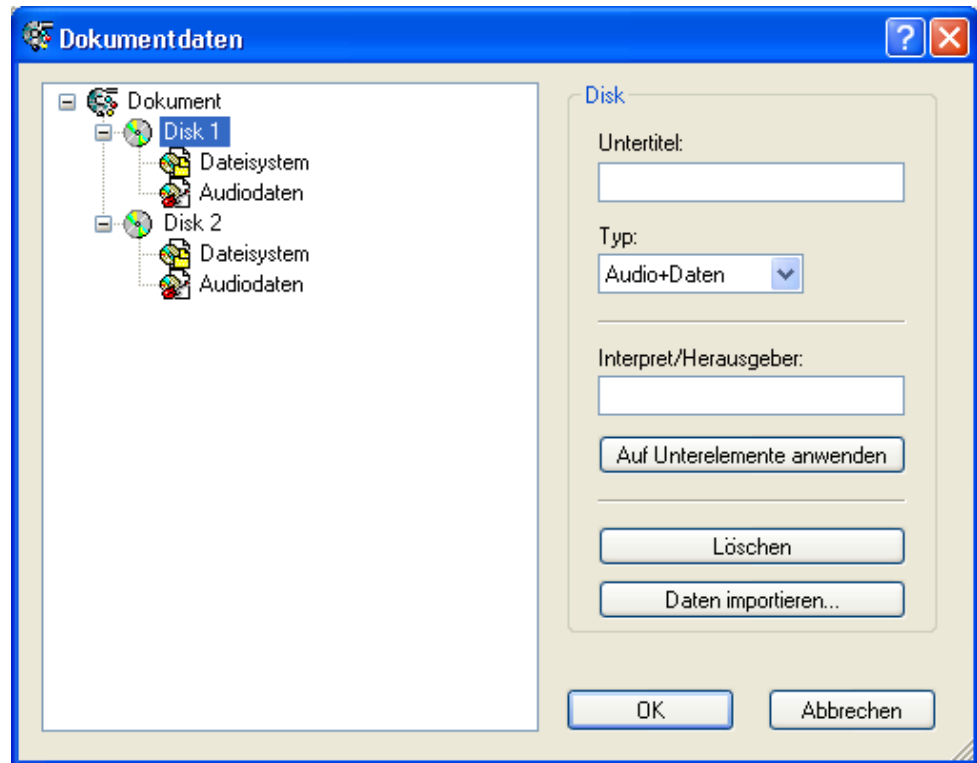 Dokumentdaten
Dokument
Disk 1
Dateisystem
Audiodaten
Disk 2
Dateisystem
Audiodaten
Disk
Untertitel:
Typ:
Audio+Daten
Interpret/Herausgeber:
Auf Unterelemente anwenden
Löschen
Daten importieren...
OK
Abbrechen